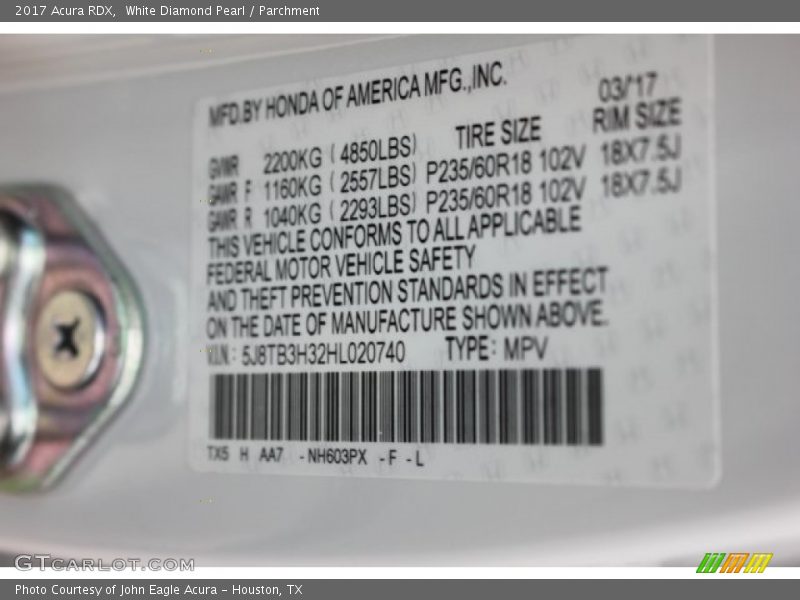 2017 Acura RDX,  White Diamond Pearl / Parchment
MFD.BY HONDA OF AMERICA MFG.,INC.
03/17
TIRE SIZE RIM SIZE
GVWR 2200KG ( 4850LBS)
GAWR F 1160KG ( 2557LBS) P235/60R18 102V 18X7.5J
GAWR R 1040KG ( 2293LBS) P235/60R18 102V 18X7.5J
THIS VEHICLE CONFORMS TO ALL APPLICABLE
FEDERAL MOTOR VEHICLE SAFETY
AND THEFT PREVENTION STANDARDS IN EFFECT
ON THE DATE OF MANUFACTURE SHOWN ABOVE.
V.I.N.: 5J8TB3H32HL020740 TYPE: MPV
TX5 H AA7 -NH603PX -F -L
GTCARLOT.COM
Photo Courtesy of John Eagle Acura - Houston, TX